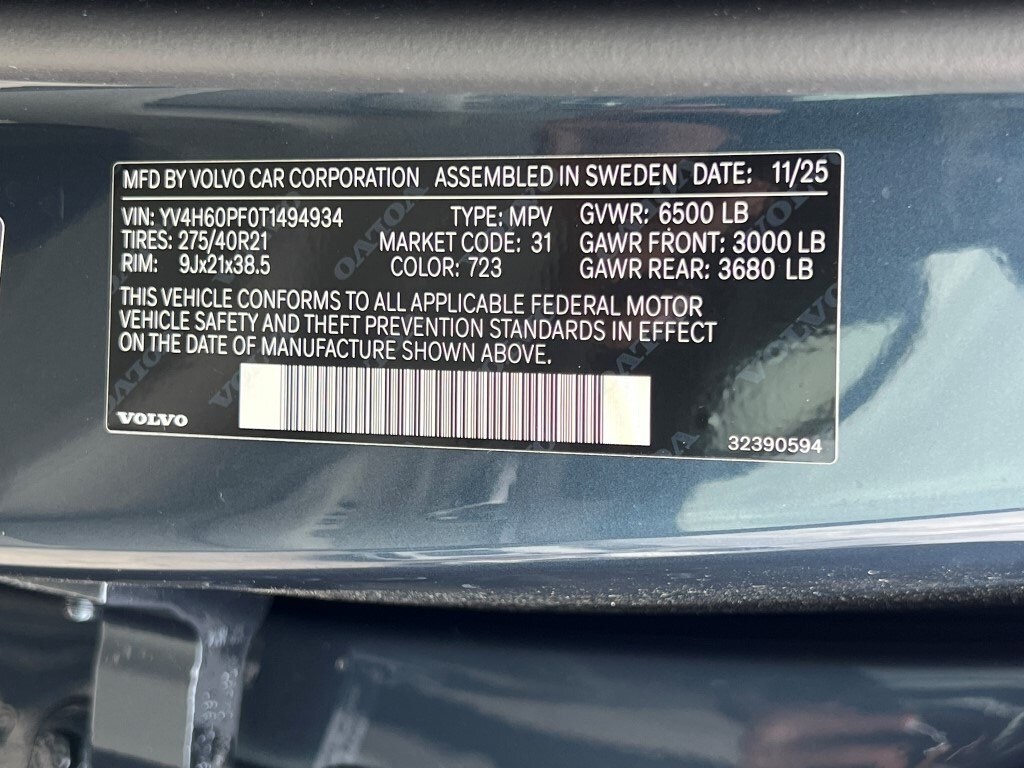 MFD BY VOLVO CAR CORPORATION ASSEMBLED IN SWEDEN DATE: 11/25
VIN: YV4H60PF0T1494934 TYPE: MPV GVWR: 6500 LB
TIRES: 275/40R21 MARKET CODE: 31 GAWR FRONT: 3000 LB
RIM: 9Jx21x38.5 COLOR: 723 GAWR REAR: 3680 LB
THIS VEHICLE CONFORMS TO ALL APPLICABLE FEDERAL MOTOR
VEHICLE SAFETY AND THEFT PREVENTION STANDARDS IN EFFECT
ON THE DATE OF MANUFACTURE SHOWN ABOVE.
VOLVO
32390594